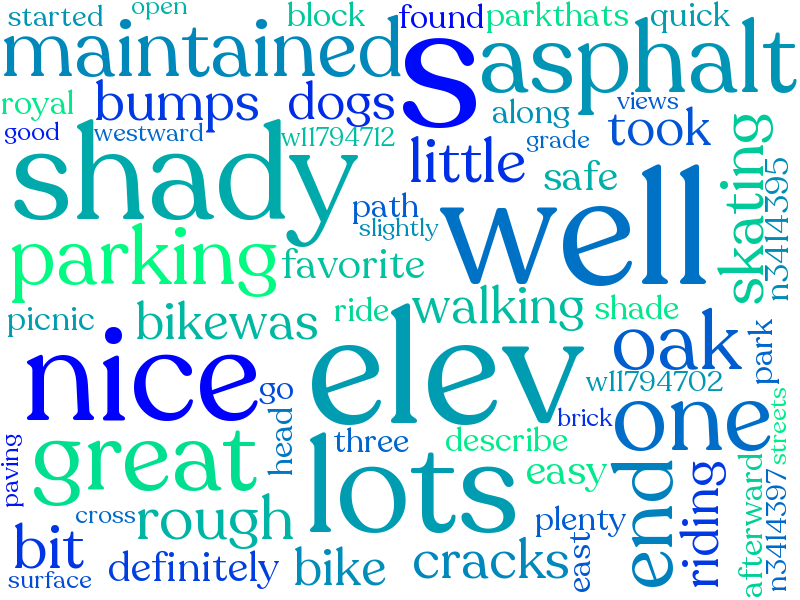 started open block found parkthats quick
maintained S asphalt
royal bumps dogs along views took
good westward w11794712 grade
shady little safe skating n3414395
path slightly well
parking favorite
picnic bikewas ride walking shade oak park
nice go elev w11794702
head three describe brick one streets
great lots easy
paving cross rough plenty end riding afterward n3414397
bit definitely bike cracks east
surface